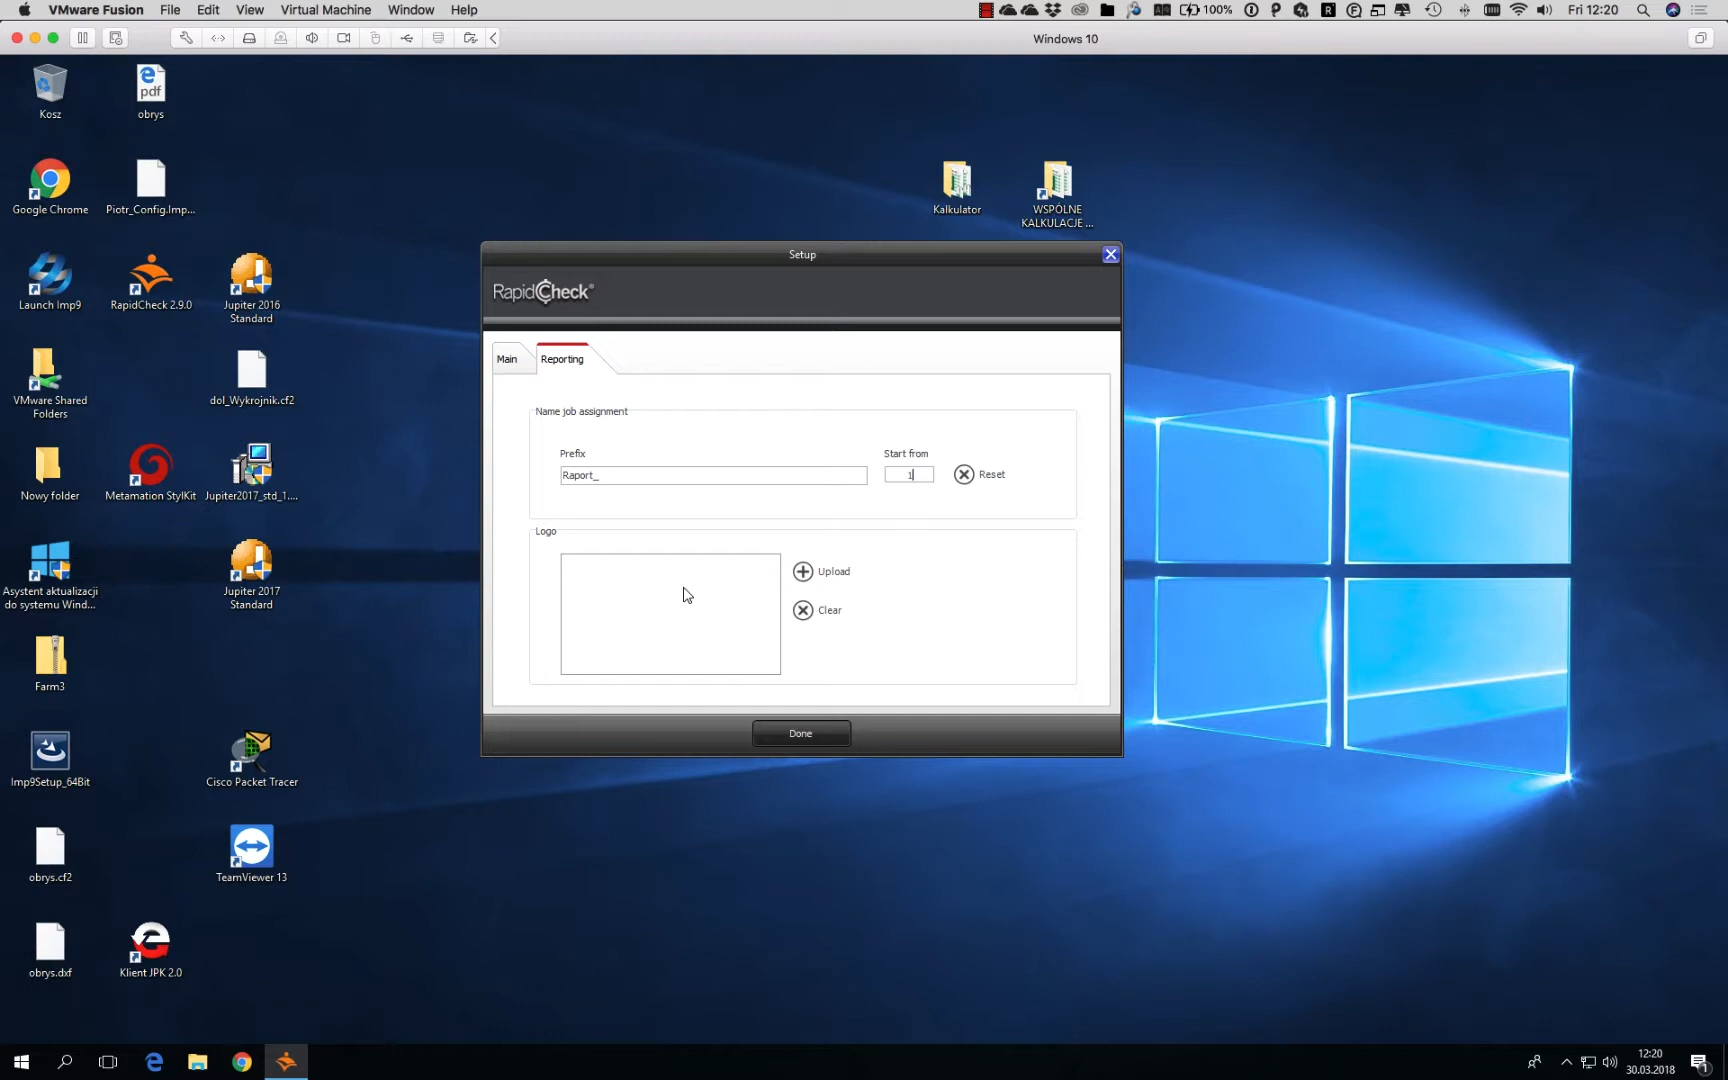 VMware Fusion File Edit View Virtual Machine Window Help 100% Fri 12:20
Windows 10
Kosz
pdf
obrys
Google Chrome
Piotr_Config.Imp...
Kalkulator
WSPÓLNE
KALKULACJE ...
Launch Imp9
RapidCheck 2.9.0
Jupiter 2016
Standard
VMware Shared
Folders
dol_Wykrojnik.cf2
Nowy folder
Metamation StylKit
Jupiter2017_std_1....
Asystent aktualizacji
do systemu Wind...
Jupiter 2017
Standard
Farm3
Imp9Setup_64Bit
Cisco Packet Tracer
obrys.cf2
TeamViewer 13
obrys.dxf
Klient JPK 2.0
Setup
RapidCheck®
Main Reporting
Name job assignment
Prefix Start from
Raport_ 1 Reset
Logo
Upload
Clear
Done
12:20
30.03.2018
1